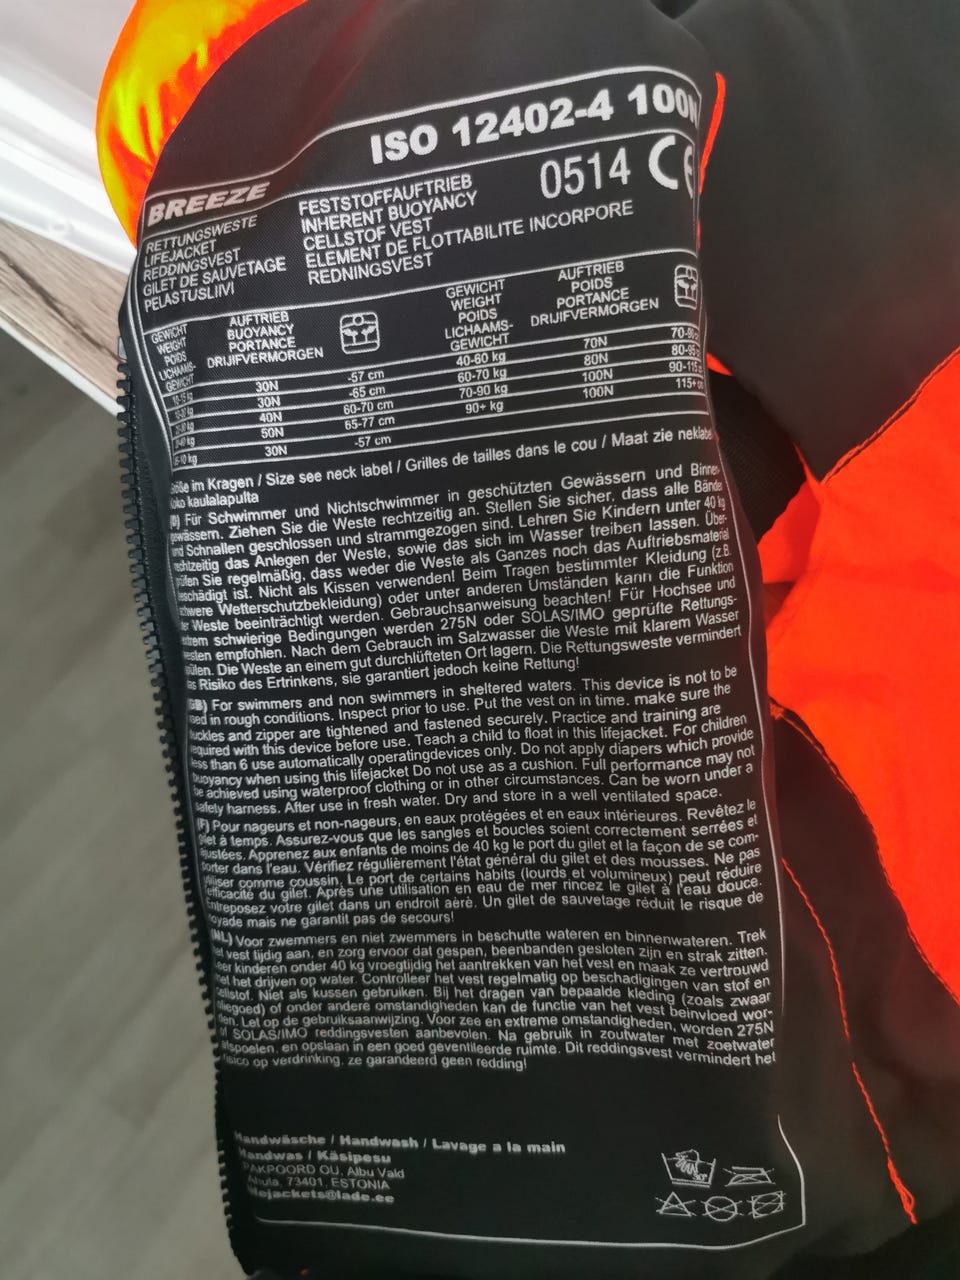 ISO 12402-4 100N
BREEZE
0514 CE
RETTUNGSWESTE
LIFEJACKET
REDDINGSVEST
GILET DE SAUVETAGE
PELASTUSLIIVI
FESTSTOFFAUFTRIEB
INHERENT BUOYANCY
CELLSTOF VEST
ELEMENT DE FLOTTABILITE INCORPORE
REDNINGSVEST
GEWICHT
WEIGHT
POIDS
LICHAAMS-
GEWICHT
AUFTRIEB
BUOYANCY
PORTANCE
DRIJFVERMORGEN
GEWICHT
WEIGHT
POIDS
LICHAAMS-
GEWICHT
AUFTRIEB
POIDS
PORTANCE
DRIJFVERMORGEN
30N -57 cm 40-60 kg 70N
30N -65 cm 60-70 kg 80N
40N 60-70 cm 70-90 kg 100N
50N 65-77 cm 90+ kg 100N
30N -57 cm
im Kragen / Size see neck label / Grilles de tailles dans le cou / Maat zie neklabel
kaulalapulta
(D) Für Schwimmer und Nichtschwimmer in geschützten Gewässern und Binnen-
gewässern. Ziehen Sie die Weste rechtzeitig an. Stellen Sie sicher, dass alle Bänder
und Schnallen geschlossen und strammgezogen sind. Lehren Sie Kindern unter 40 kg
rechtzeitig das Anlegen der Weste, sowie das sich im Wasser treiben lassen. Über-
prüfen Sie regelmäßig, dass weder die Weste als Ganzes noch das Auftriebsmaterial
beschädigt ist. Nicht als Kissen verwenden! Beim Tragen bestimmter Kleidung (z.B.
schwere Wetterschutzbekleidung) oder unter anderen Umständen kann die Funktion
der Weste beeinträchtigt werden. Gebrauchsanweisung beachten! Für Hochsee und
extrem schwierige Bedingungen werden 275N oder SOLAS/IMO geprüfte Rettungs-
westen empfohlen. Nach dem Gebrauch im Salzwasser die Weste mit klarem Wasser
spülen. Die Weste an einem gut durchlüfteten Ort lagern. Die Rettungsweste vermindert
das Risiko des Ertrinkens, sie garantiert jedoch keine Rettung!
(GB) For swimmers and non swimmers in sheltered waters. This device is not to be
used in rough conditions. Inspect prior to use. Put the vest on in time. make sure the
buckles and zipper are tightened and fastened securely. Practice and training are
required with this device before use. Teach a child to float in this lifejacket. For children
less than 6 use automatically operatingdevices only. Do not apply diapers which provide
buoyancy when using this lifejacket Do not use as a cushion. Full performance may not
be achieved using waterproof clothing or in other circumstances. Can be worn under a
safety harness. After use in fresh water. Dry and store in a well ventilated space.
(F) Pour nageurs et non-nageurs, en eaux protégées et en eaux intérieures. Revêtez le
gilet à temps. Assurez-vous que les sangles et boucles soient correctement serrées et
ajustées. Apprenez aux enfants de moins de 40 kg le port du gilet et la façon de se com-
porter dans l'eau. Vérifiez régulièrement l'état général du gilet et des mousses. Ne pas
utiliser comme coussin. Le port de certains habits (lourds et volumineux) peut réduire
l'efficacité du gilet. Après une utilisation en eau de mer rincez le gilet à l'eau douce.
Entreposez votre gilet dans un endroit aéré. Un gilet de sauvetage réduit le risque de
noyade mais ne garantit pas de secours!
(NL) Voor zwemmers en niet zwemmers in beschutte wateren en binnenwateren. Trek
het vest tijdig aan, en zorg ervoor dat gespen, beenbanden gesloten zijn en strak zitten.
Leer kinderen onder 40 kg vroegtijdig het aantrekken van het vest en maak ze vertrouwd
met het drijven op water. Controlleer het vest regelmatig op beschadigingen van stof en
cellstof. Niet als kussen gebruiken. Bij het dragen van bepaalde kleding (zoals zwaar
oliegoed) of onder andere omstandigheden kan de functie van het vest beinvloed wor-
den. Let op de gebruiksaanwijzing. Voor zee en extreme omstandigheden, worden 275N
of SOLAS/IMO reddingsvesten aanbevolen. Na gebruik in zoutwater met zoetwater
afspoelen, en opslaan in een goed geventileerde ruimte. Dit reddingsvest vermindert het
risico op verdrinking, ze garandeerd geen redding!
Handwäsche / Handwash / Lavage a la main
Handwas / Käsipesu
PAKPOORD OU, Albu Vald
Ahula, 73401, ESTONIA
lifejackets@lade.ee